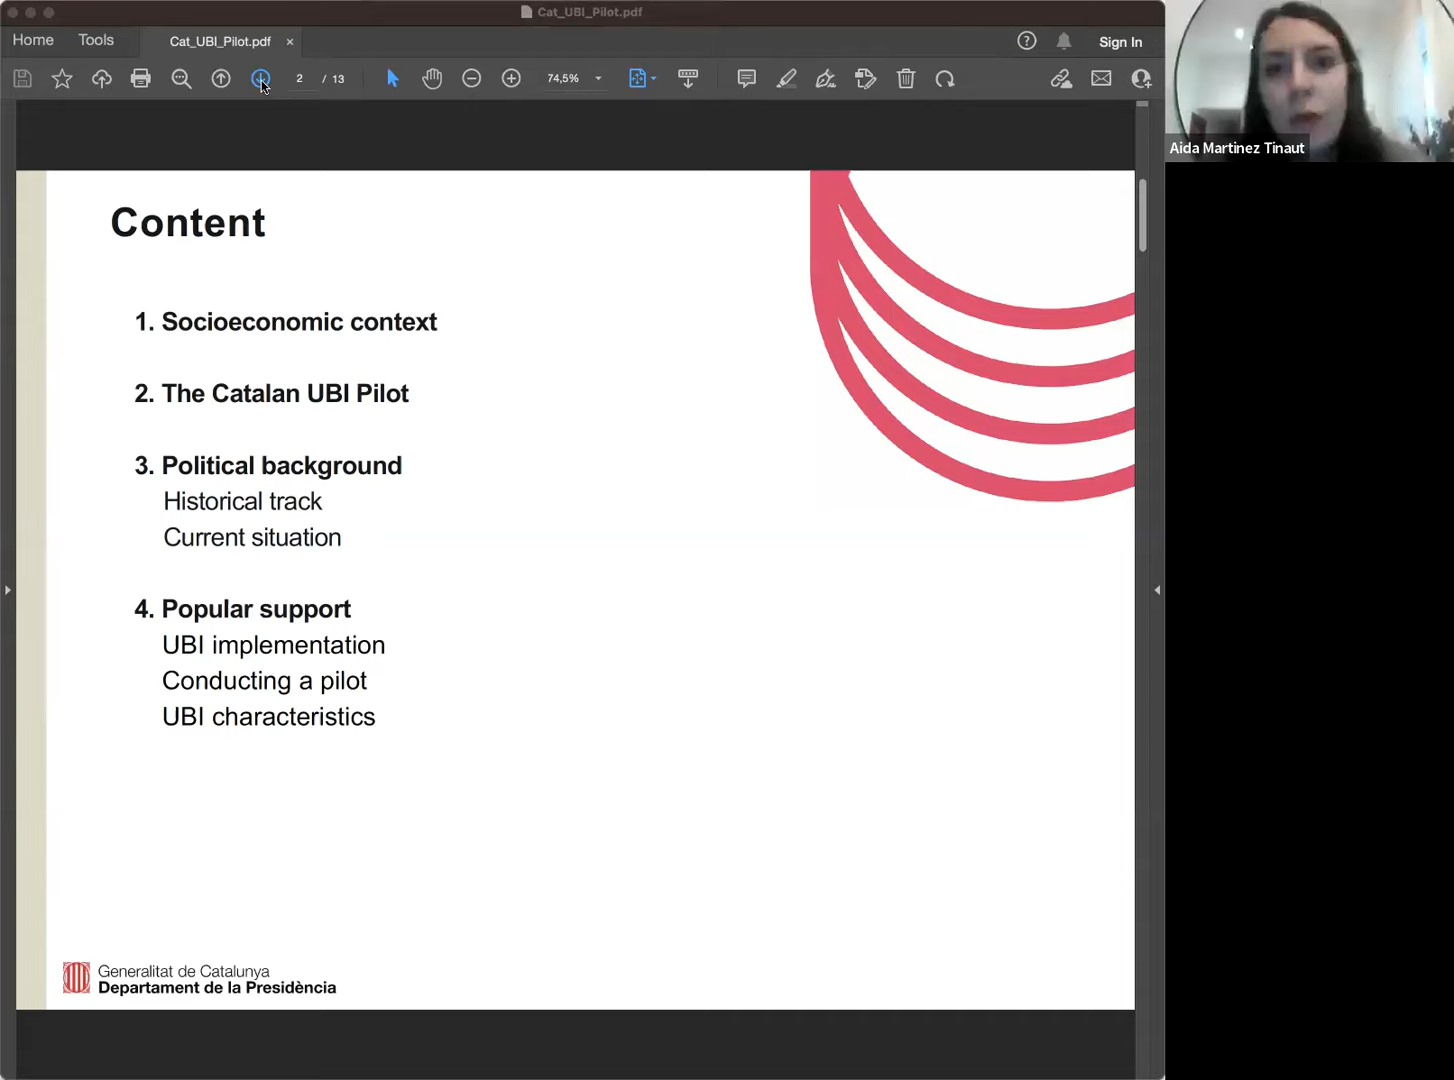 Cat_UBI_Pilot.pdf
Home
Tools
Cat_UBI_Pilot.pdf ×
Sign In
2 / 13
74,5%
Aida Martinez Tinaut
Content
1. Socioeconomic context
2. The Catalan UBI Pilot
3. Political background
Historical track
Current situation
4. Popular support
UBI implementation
Conducting a pilot
UBI characteristics
Generalitat de Catalunya
Departament de la Presidència